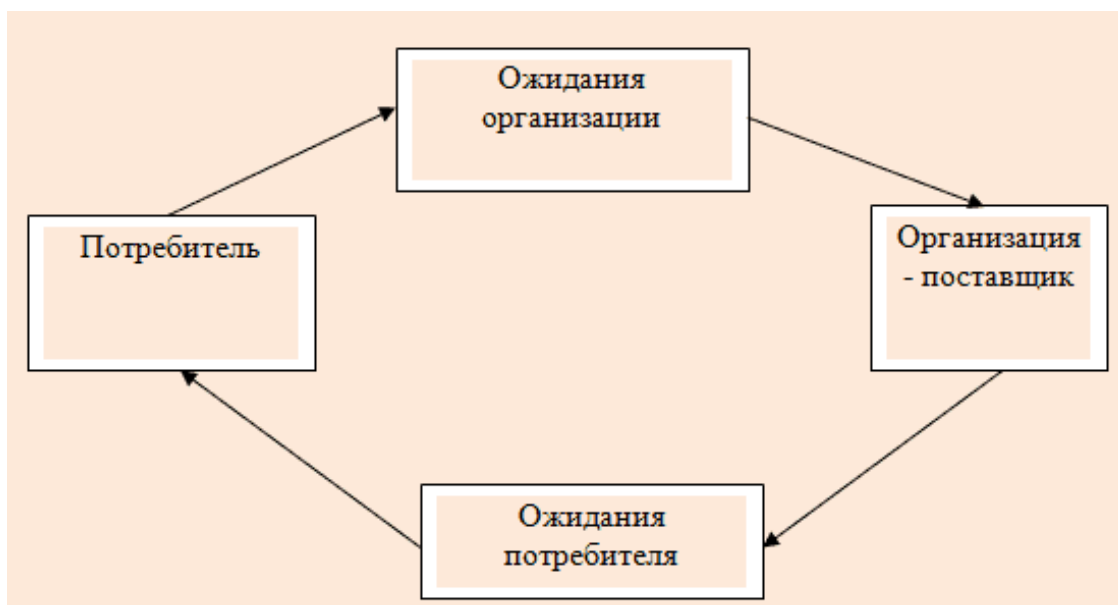 Ожидания
организации
Потребитель
Организация
- поставщик
Ожидания
потребителя